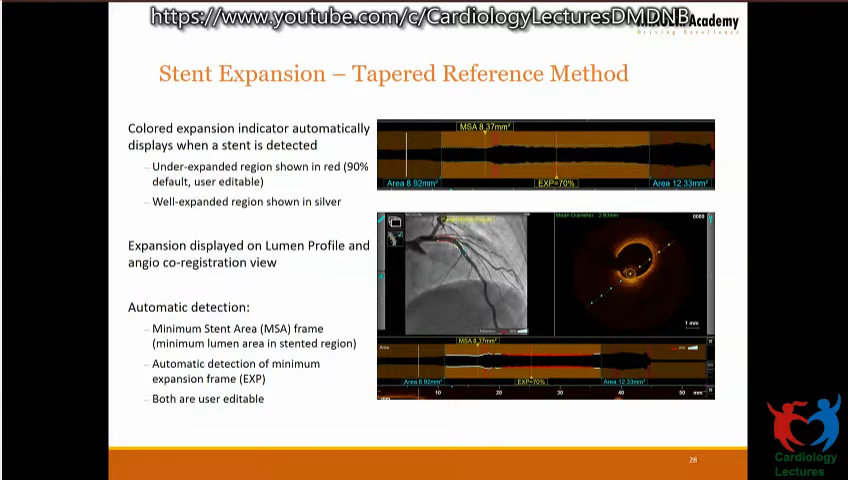 https://www.youtube.com/c/CardiologyLecturesDMDNB
Academy
Driving Excellence
Stent Expansion – Tapered Reference Method
Colored expansion indicator automatically
displays when a stent is detected
– Under-expanded region shown in red (90%
default, user editable)
– Well-expanded region shown in silver
Expansion displayed on Lumen Profile and
angio co-registration view
Automatic detection:
– Minimum Stent Area (MSA) frame
(minimum lumen area in stented region)
– Automatic detection of minimum
expansion frame (EXP)
– Both are user editable
MSA 8.37mm²
Area 8.92mm²
EXP=70%
Area 12.33mm²
Mean Diameter: 2.93mm
1 mm
MSA 8.37mm²
Area
Area 8.92mm²
EXP=70%
Area 12.33mm²
10
20
30
40
50
mm
28
Cardiology
Lectures